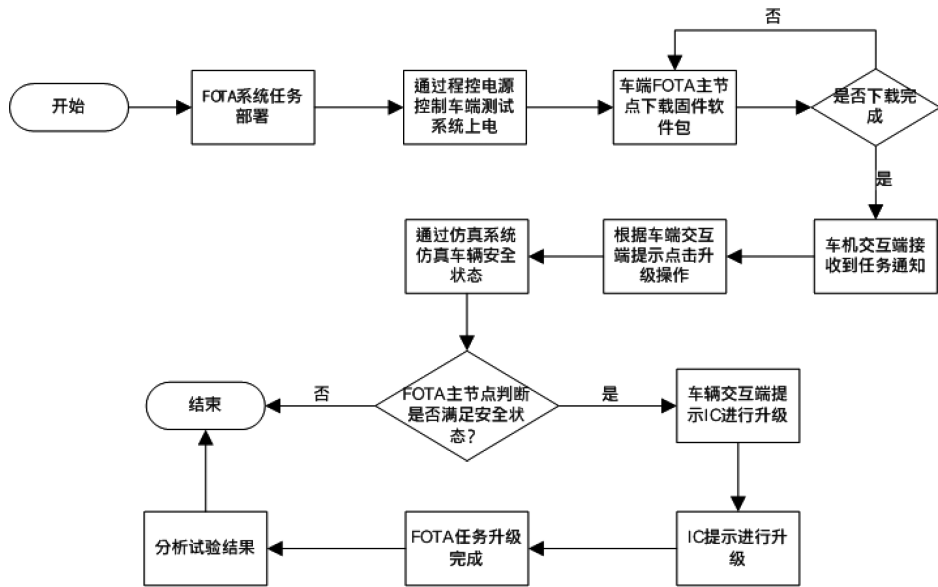 否
开始
FOTA系统任务
部署
通过程控电源
控制车端测试
系统上电
车端FOTA主节
点下载固件软
件包
是否下载完
成
是
通过仿真系统
仿真车辆安全
状态
根据车端交互
端提示点击升
级操作
车机交互端接
收到任务通知
结束
否
FOTA主节点判断
是否满足安全状
态?
是
车辆交互端提
示IC进行升级
分析试验结果
FOTA任务升级
完成
IC提示进行升
级